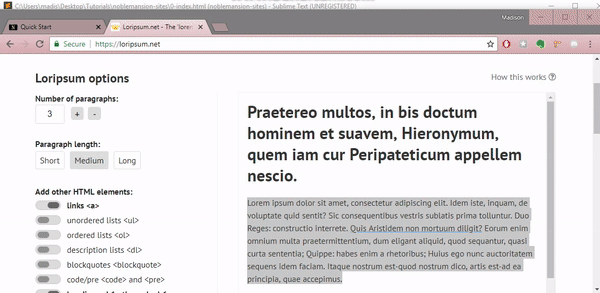 C:\Users\madis\Desktop\Tutorials\noblemansion-sites\0-index.html (noblemansion-sites) - Sublime Text (UNREGISTERED)
Madison
Quick Start
Loripsum.net - The 'lorem
Secure | https://loripsum.net
Loripsum options
How this works ?
Number of paragraphs:
3 + -
Paragraph length:
Short Medium Long
Add other HTML elements:
links <a>
unordered lists <ul>
ordered lists <ol>
description lists <dl>
blockquotes <blockquote>
code/pre <code> and <pre>
Praetereo multos, in bis doctum
hominem et suavem, Hieronymum,
quem iam cur Peripateticum appellem
nescio.
Lorem ipsum dolor sit amet, consectetur adipiscing elit. Idem iste, inquam, de
voluptate quid sentit? Sic consequentibus vestris sublatis prima tolluntur. Duo
Reges: constructio interrete. Quis Aristidem non mortuum diligit? Eorum enim
omnium multa praetermittentium, dum eligant aliquid, quod sequantur, quasi
curta sententia; Quippe: habes enim a rhetoribus; Huius ego nunc auctoritatem
sequens idem faciam. Itaque nostrum est-quod nostrum dico, artis est-ad ea
principia, quae accepimus.